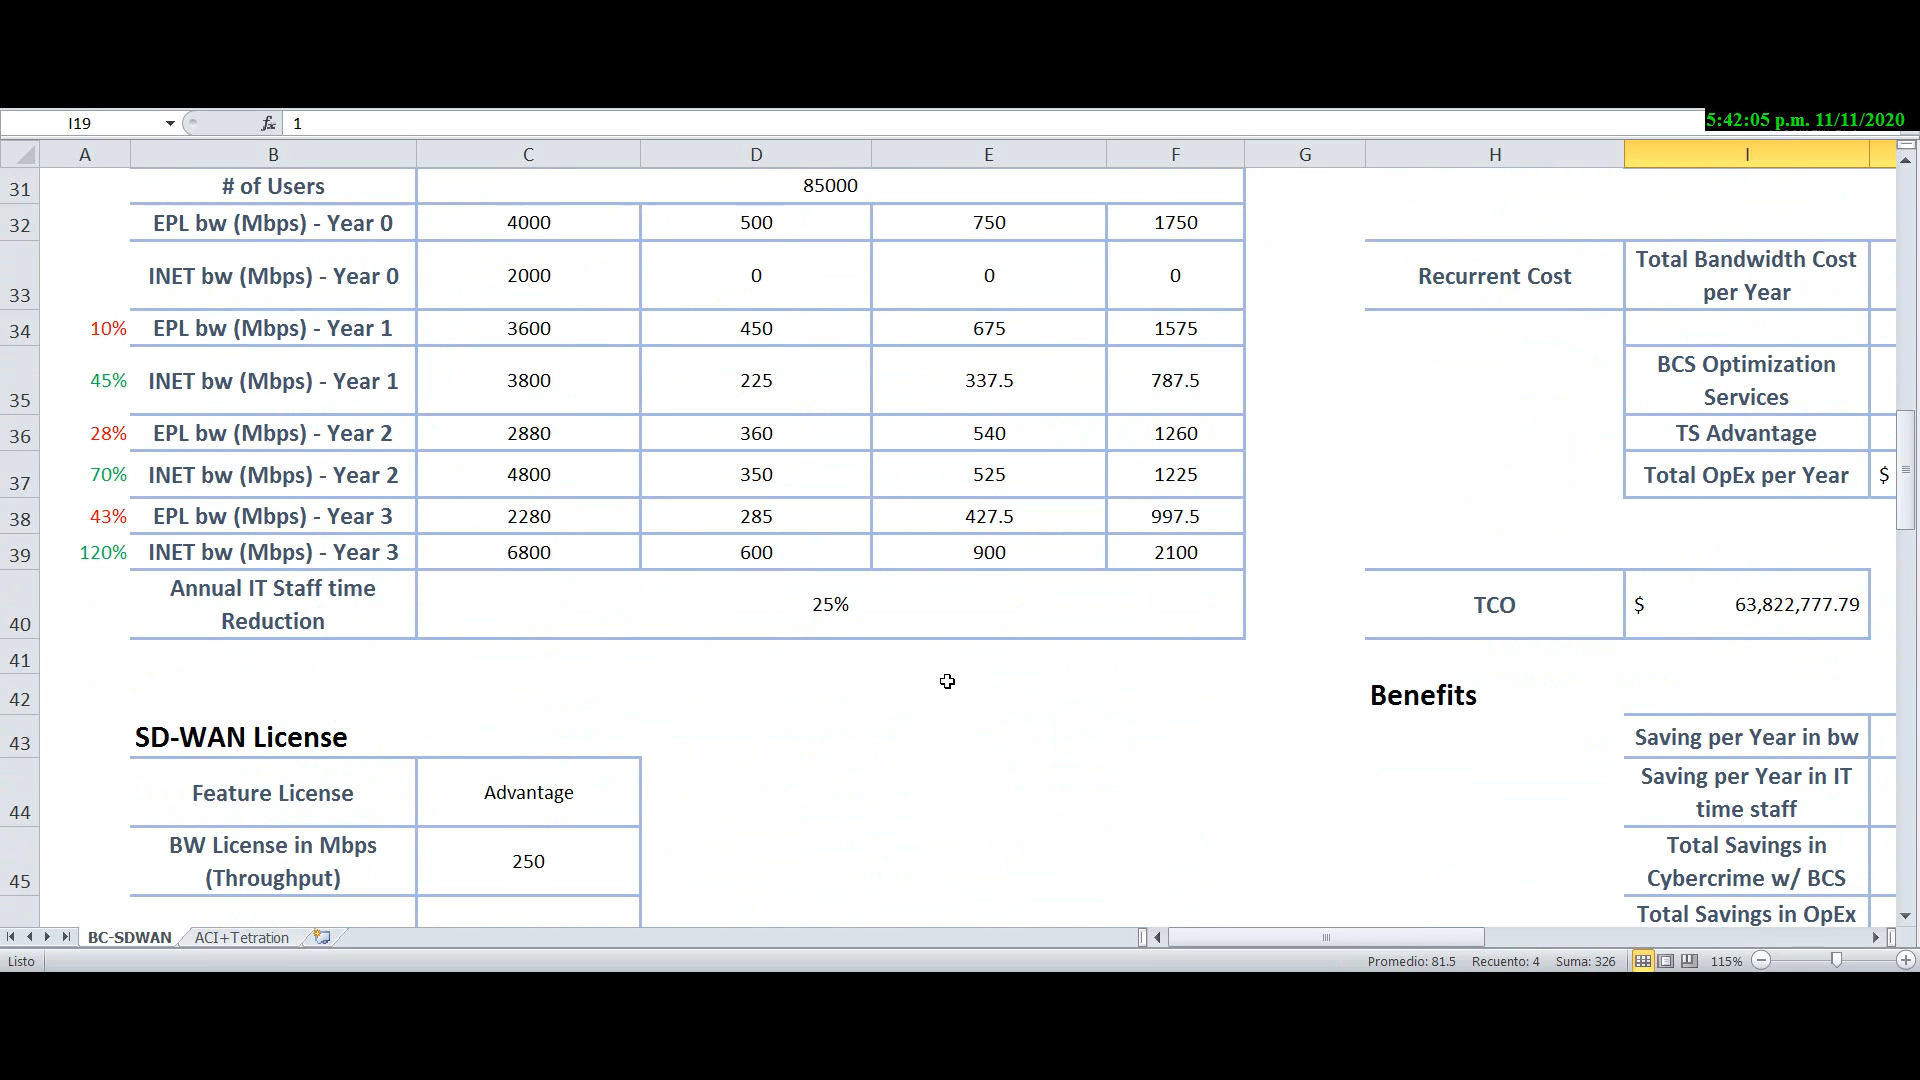 I19 fx 1
5:42:05 p.m. 11/11/2020
A B C D E F G H I
31 # of Users 85000
32 EPL bw (Mbps) - Year 0 4000 500 750 1750
33 INET bw (Mbps) - Year 0 2000 0 0 0 Recurrent Cost Total Bandwidth Cost
per Year
34 10% EPL bw (Mbps) - Year 1 3600 450 675 1575
35 45% INET bw (Mbps) - Year 1 3800 225 337.5 787.5 BCS Optimization
Services
36 28% EPL bw (Mbps) - Year 2 2880 360 540 1260 TS Advantage
37 70% INET bw (Mbps) - Year 2 4800 350 525 1225 Total OpEx per Year $
38 43% EPL bw (Mbps) - Year 3 2280 285 427.5 997.5
39 120% INET bw (Mbps) - Year 3 6800 600 900 2100
40 Annual IT Staff time
Reduction 25% TCO $ 63,822,777.79
41
42 Benefits
43 SD-WAN License Saving per Year in bw
44 Feature License Advantage Saving per Year in IT
time staff
45 BW License in Mbps
(Throughput) 250 Total Savings in
Cybercrime w/ BCS
Total Savings in OpEx
BC-SDWAN ACI+Tetration
Listo Promedio: 81.5 Recuento: 4 Suma: 326 115%